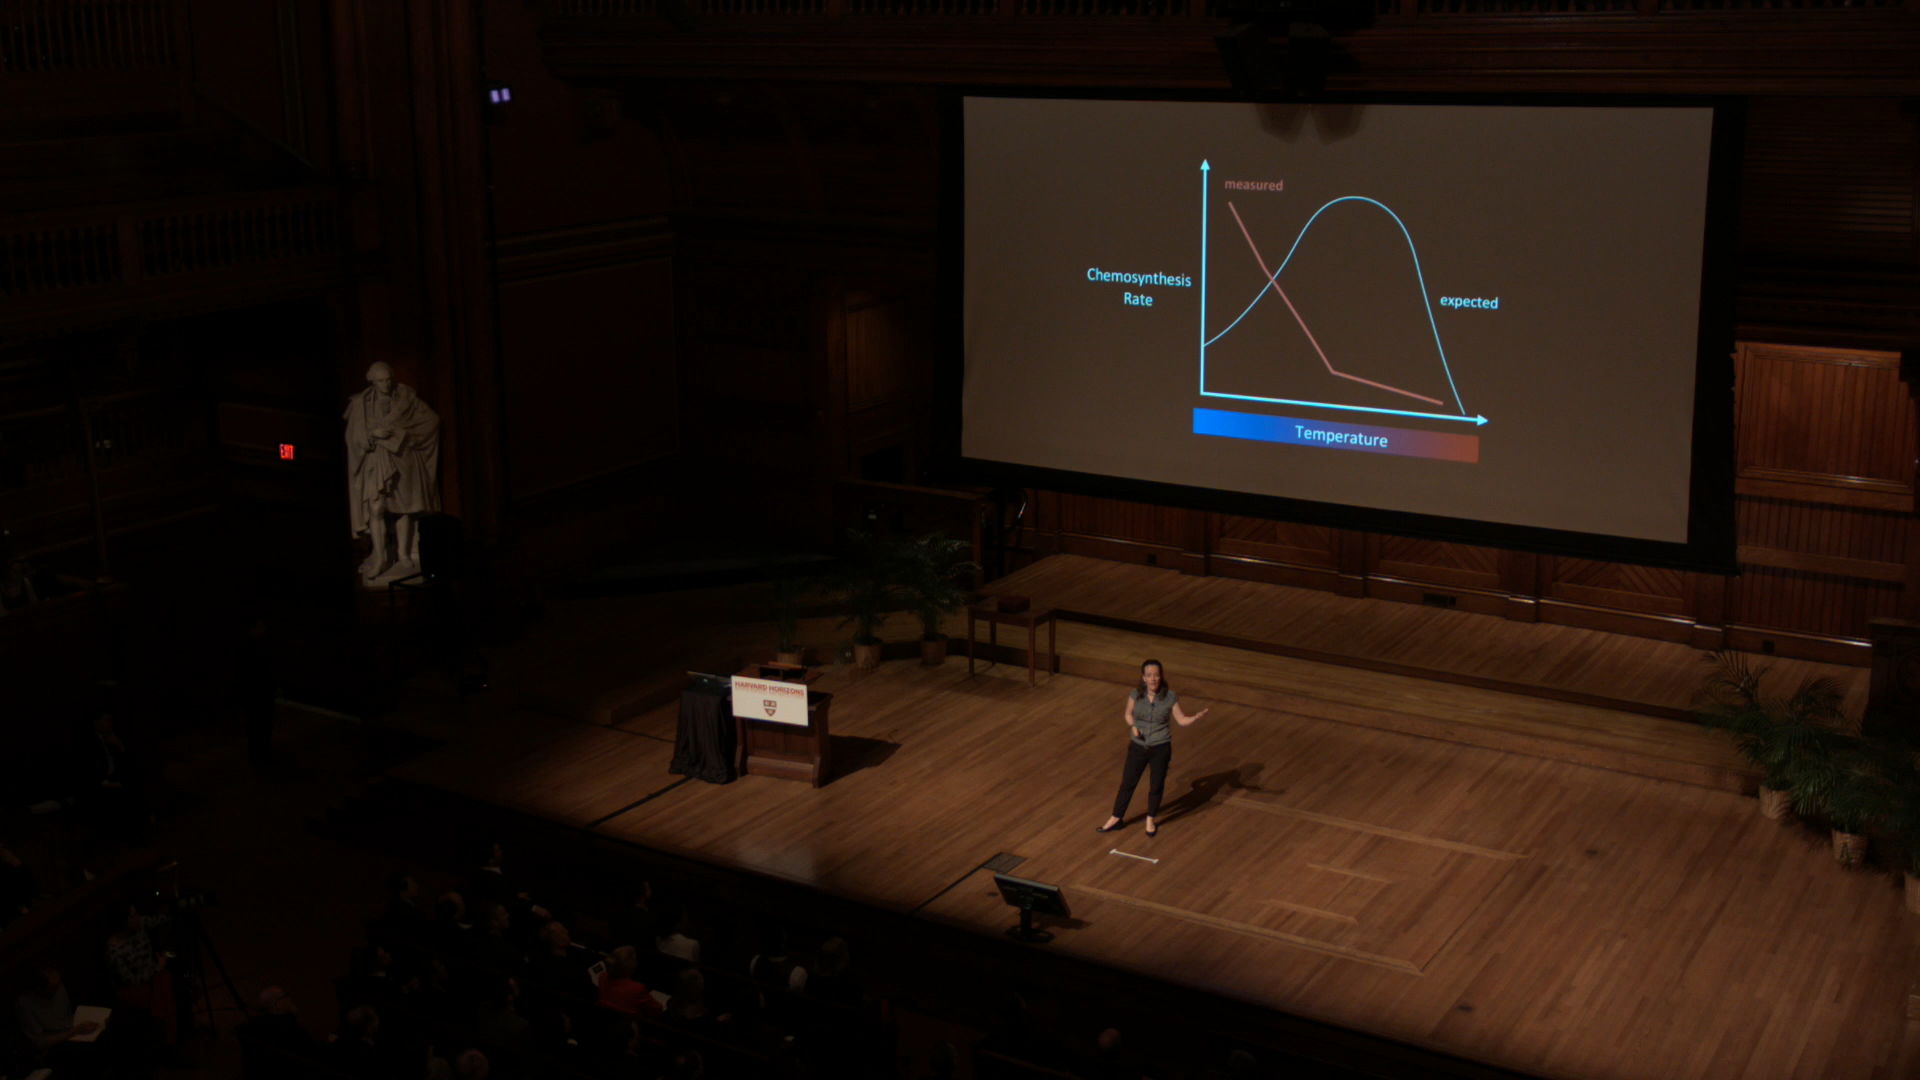 measured
Chemosynthesis
Rate
expected
Temperature
EXIT
HARVARD HORIZONS